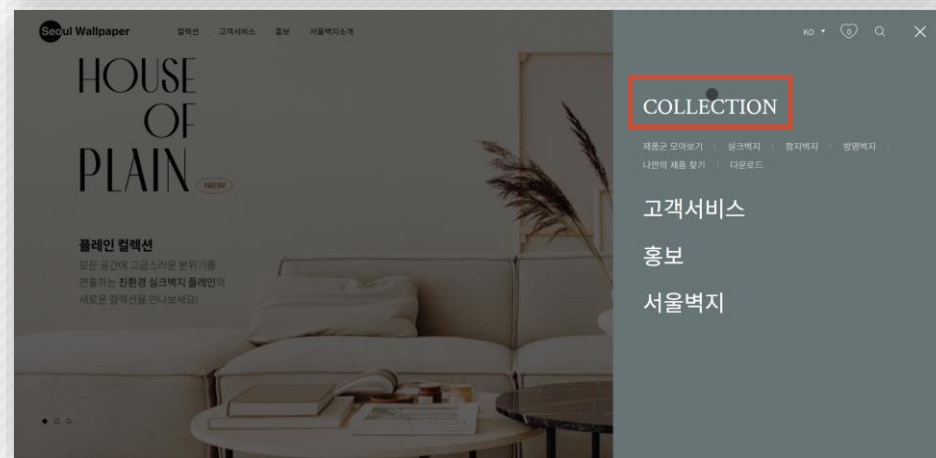 Seoul Wallpaper
컬렉션 고객서비스 홍보 서울벽지소개
HOUSE
OF
PLAIN NEW
플레인 컬렉션
모든 공간에 고급스러운 분위기를
연출하는 친환경 실크벽지 플레인의
새로운 컬렉션을 만나보세요!
KO 0
COLLECTION
제품군 모아보기 실크벽지 합지벽지 방염벽지
나만의 제품 찾기 다운로드
고객서비스
홍보
서울벽지